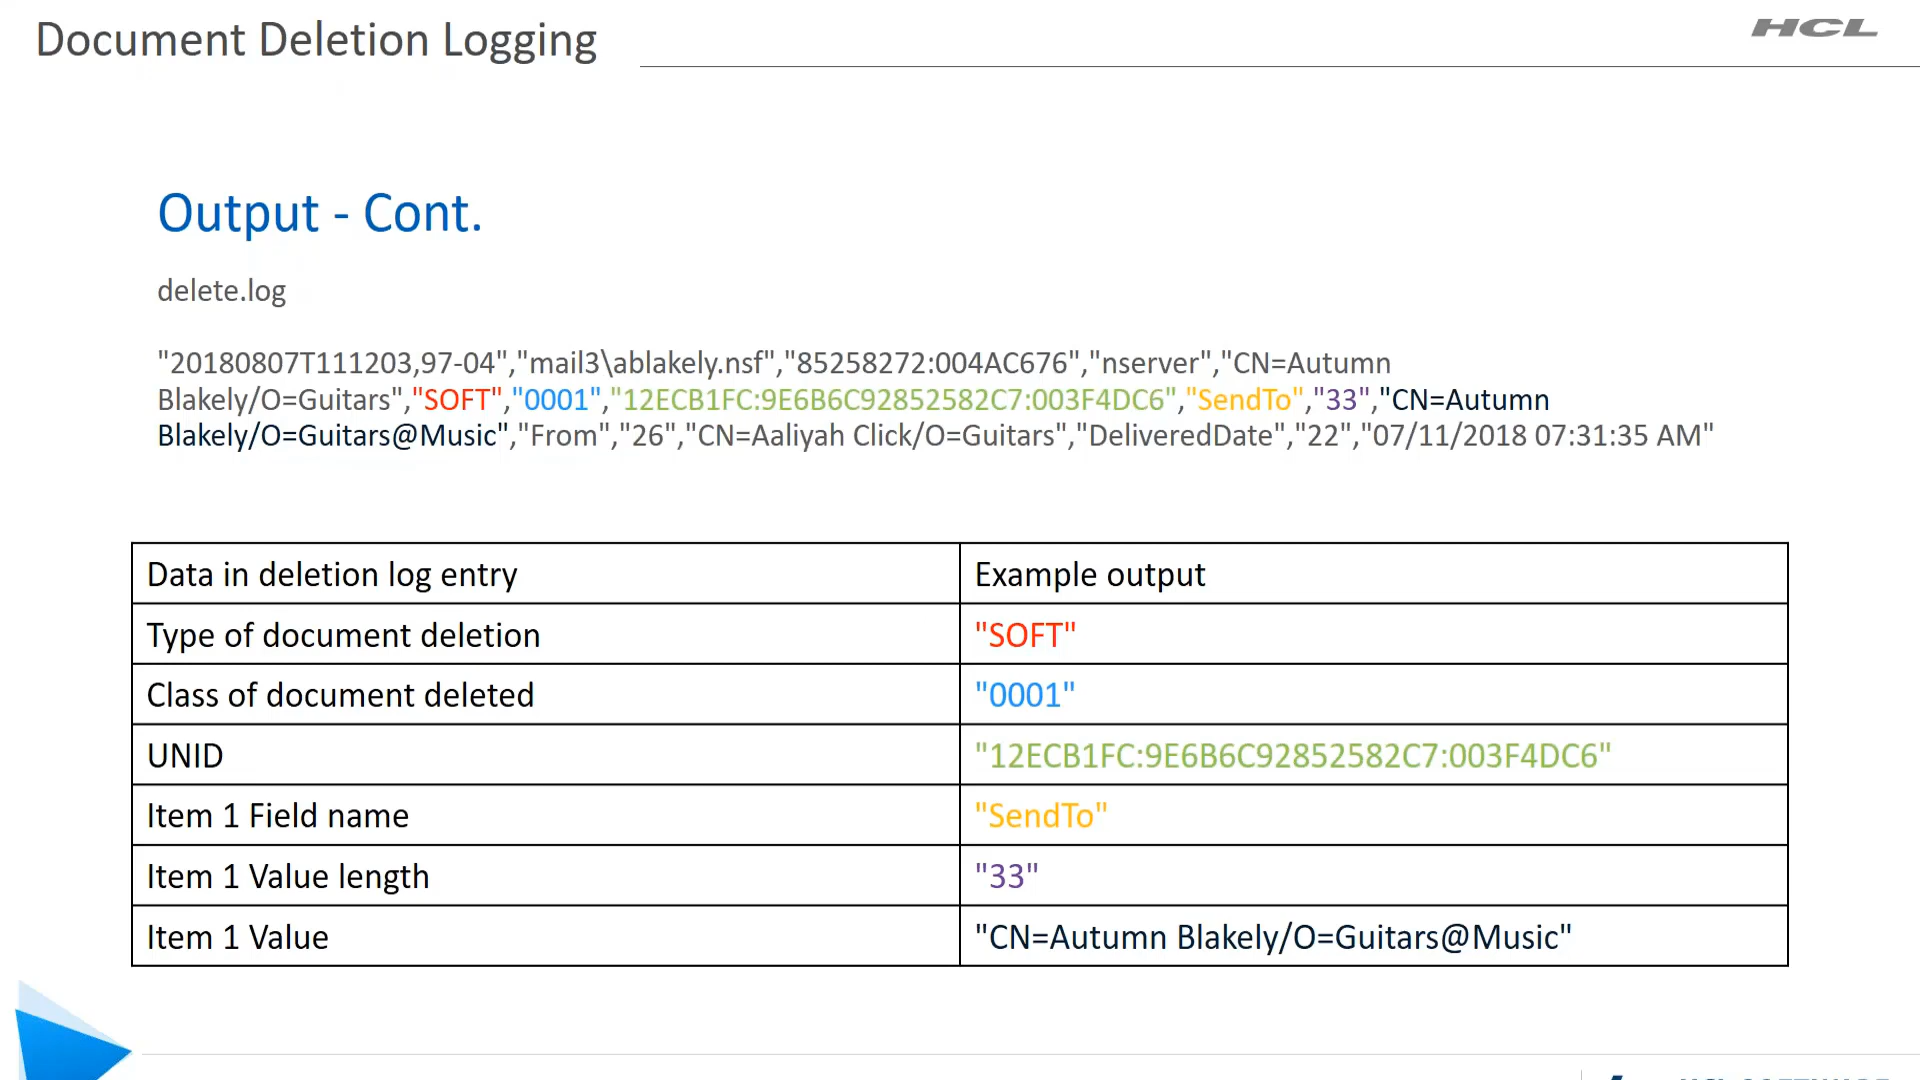 Document Deletion Logging
HCL
Output - Cont.
delete.log
"20180807T111203,97-04","mail3\ablakely.nsf","85258272:004AC676","nserver","CN=Autumn
Blakely/O=Guitars","SOFT","0001","12ECB1FC:9E6B6C92852582C7:003F4DC6","SendTo","33","CN=Autumn
Blakely/O=Guitars@Music","From","26","CN=Aaliyah Click/O=Guitars","DeliveredDate","22","07/11/2018 07:31:35 AM"
Data in deletion log entry
Example output
Type of document deletion
"SOFT"
Class of document deleted
"0001"
UNID
"12ECB1FC:9E6B6C92852582C7:003F4DC6"
Item 1 Field name
"SendTo"
Item 1 Value length
"33"
Item 1 Value
"CN=Autumn Blakely/O=Guitars@Music"